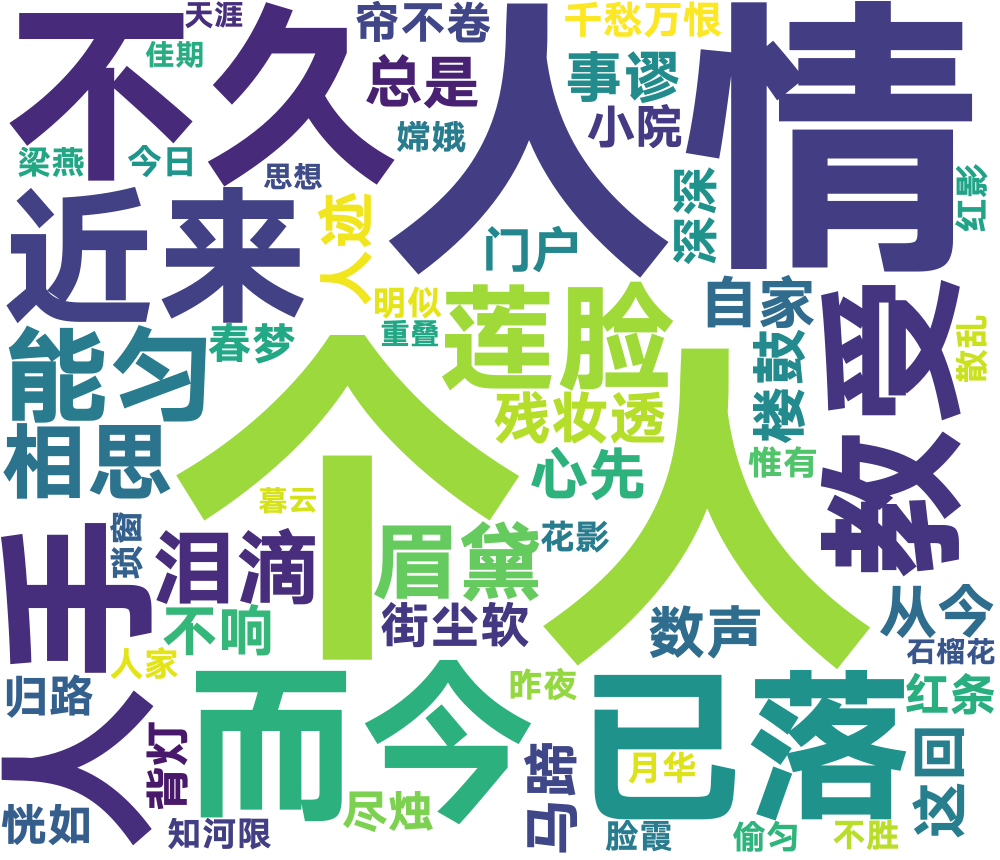 天涯
帘不卷
千愁万恨
不久
人情
佳期
总是
事谬
小院
嫦娥
梁燕
今日
思想
红影
深深
近来
人迹
门户
明似
自家
教受
莲脸
重叠
春梦
散乱
能匀
楼鼓
个人
残妆透
相思
心先
惟有
暮云
琐窗
花影
人手
泪滴
眉黛
不响
街尘软
数声
从今
石榴花
人家
归路
昨夜
红条
而今
已落
背灯
马蹄
月华
这回
尽烛
恍如
知河限
脸霞
偷匀
不胜